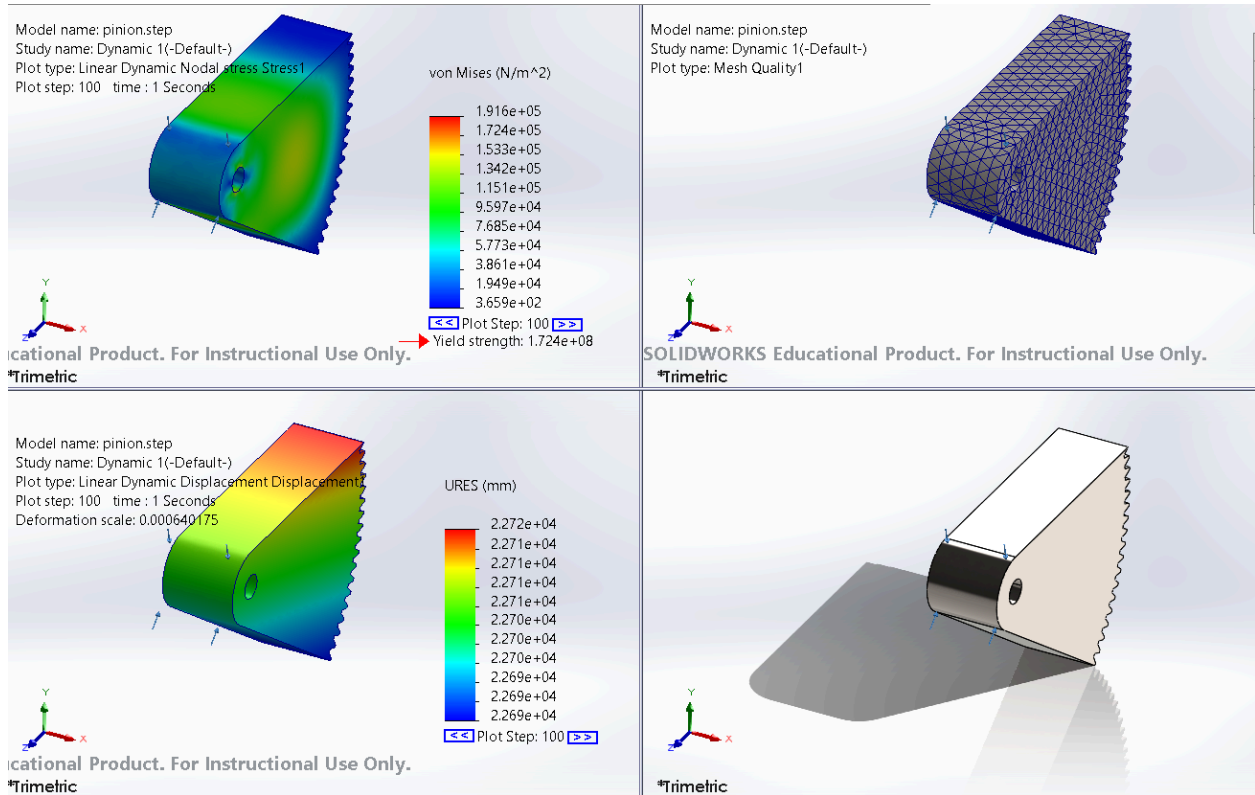 Model name: pinion.step
Study name: Dynamic 1(-Default-)
Plot type: Linear Dynamic Nodal stress Stress1
Plot step: 100 time : 1 Seconds
von Mises (N/m^2)
1.916e+05
1.724e+05
1.533e+05
1.342e+05
1.151e+05
9.597e+04
7.685e+04
5.773e+04
3.861e+04
1.949e+04
3.659e+02
<< Plot Step: 100 >>
Yield strength: 1.724e+08
Y
X
Z
icational Product. For Instructional Use Only.
*Trimetric
Model name: pinion.step
Study name: Dynamic 1(-Default-)
Plot type: Mesh Quality1
Y
X
Z
SOLIDWORKS Educational Product. For Instructional Use Only.
*Trimetric
Model name: pinion.step
Study name: Dynamic 1(-Default-)
Plot type: Linear Dynamic Displacement Displacement1
Plot step: 100 time : 1 Seconds
Deformation scale: 0.000640175
URES (mm)
2.272e+04
2.271e+04
2.271e+04
2.271e+04
2.271e+04
2.270e+04
2.270e+04
2.270e+04
2.269e+04
2.269e+04
2.269e+04
<< Plot Step: 100 >>
Y
X
Z
icational Product. For Instructional Use Only.
*Trimetric
Y
X
Z
*Trimetric